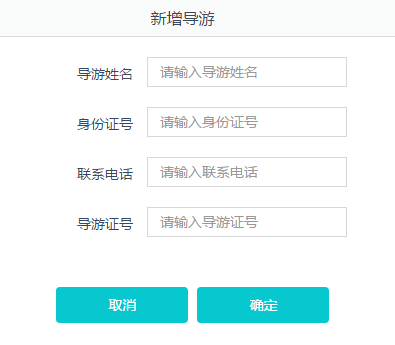 新增导游
导游姓名 请输入导游姓名
身份证号 请输入身份证号
联系电话 请输入联系电话
导游证号 请输入导游证号
取消 确定